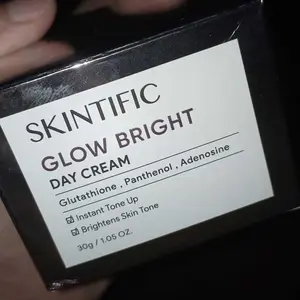 SKINTIFIC
GLOW BRIGHT
DAY CREAM
Glutathione , Panthenol , Adenosine
Instant Tone Up
Brightens Skin Tone
30g / 1.05 OZ.